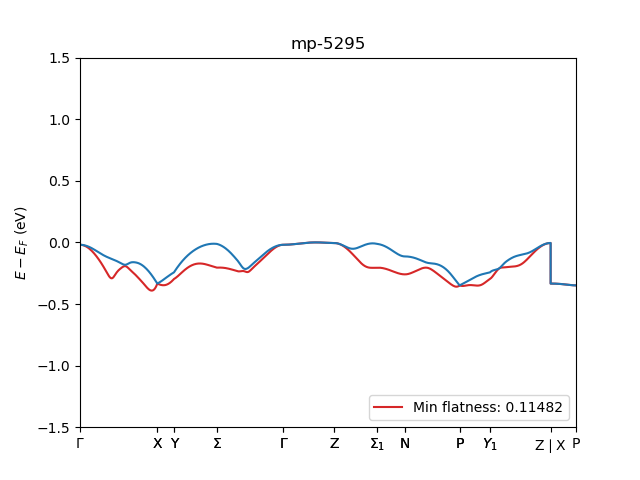 mp-5295
1.5
1.0
0.5
0.0
−0.5
−1.0
−1.5
E − E_F (eV)
Min flatness: 0.11482
Γ X Y Σ Γ Z Σ₁ N P Y₁ Z | X P